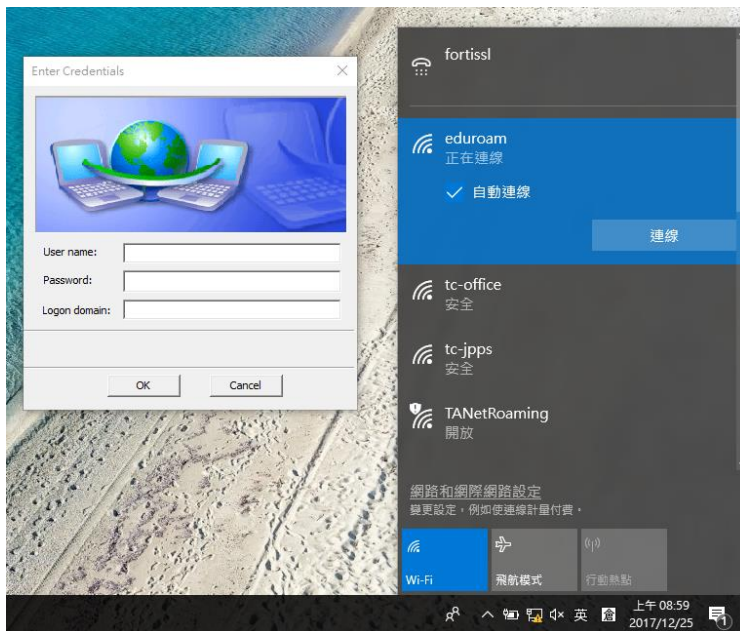 Enter Credentials
User name:
Password:
Logon domain:
OK
Cancel
fortissl
eduroam
正在連線
自動連線
連線
tc-office
安全
tc-jpps
安全
TANetRoaming
開放
網路和網際網路設定
變更設定，例如使連線計量付費。
Wi-Fi
飛航模式
行動熱點
英
倉
上午 08:59
2017/12/25
1